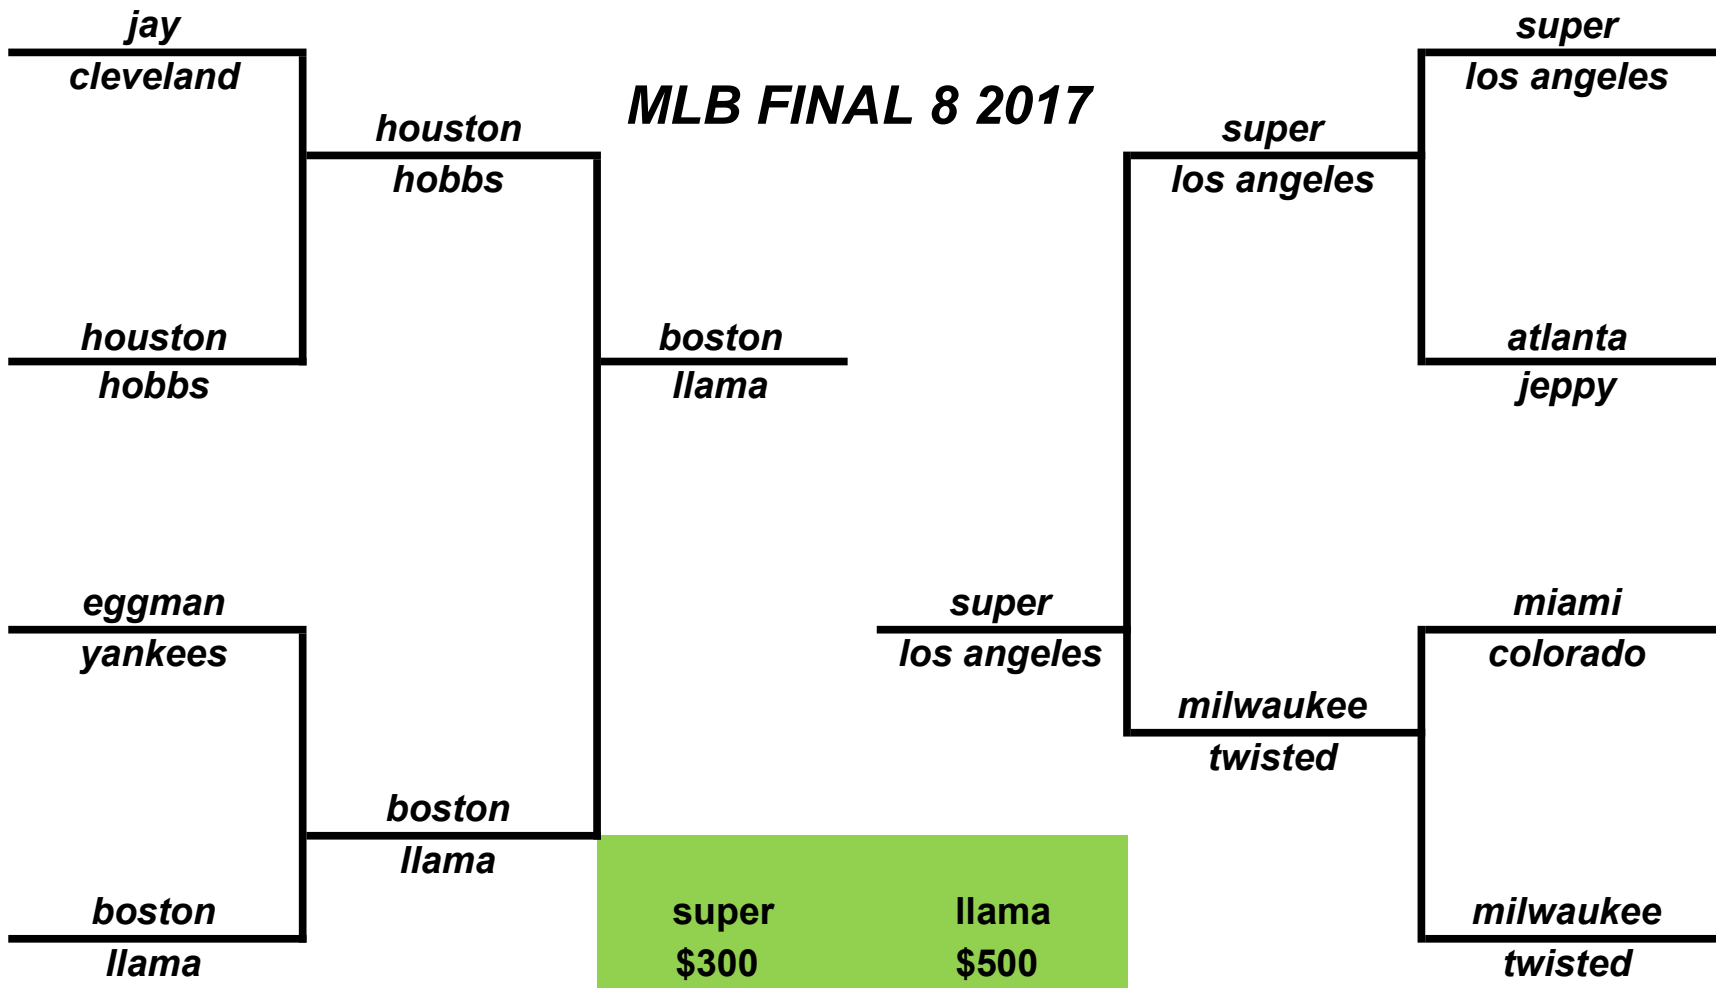 jay
cleveland
houston
hobbs
eggman
yankees
boston
llama
houston
hobbs
boston
llama
boston
llama
MLB FINAL 8 2017
super
los angeles
super
los angeles
milwaukee
twisted
super
los angeles
atlanta
jeppy
miami
colorado
milwaukee
twisted
super llama
$300 $500